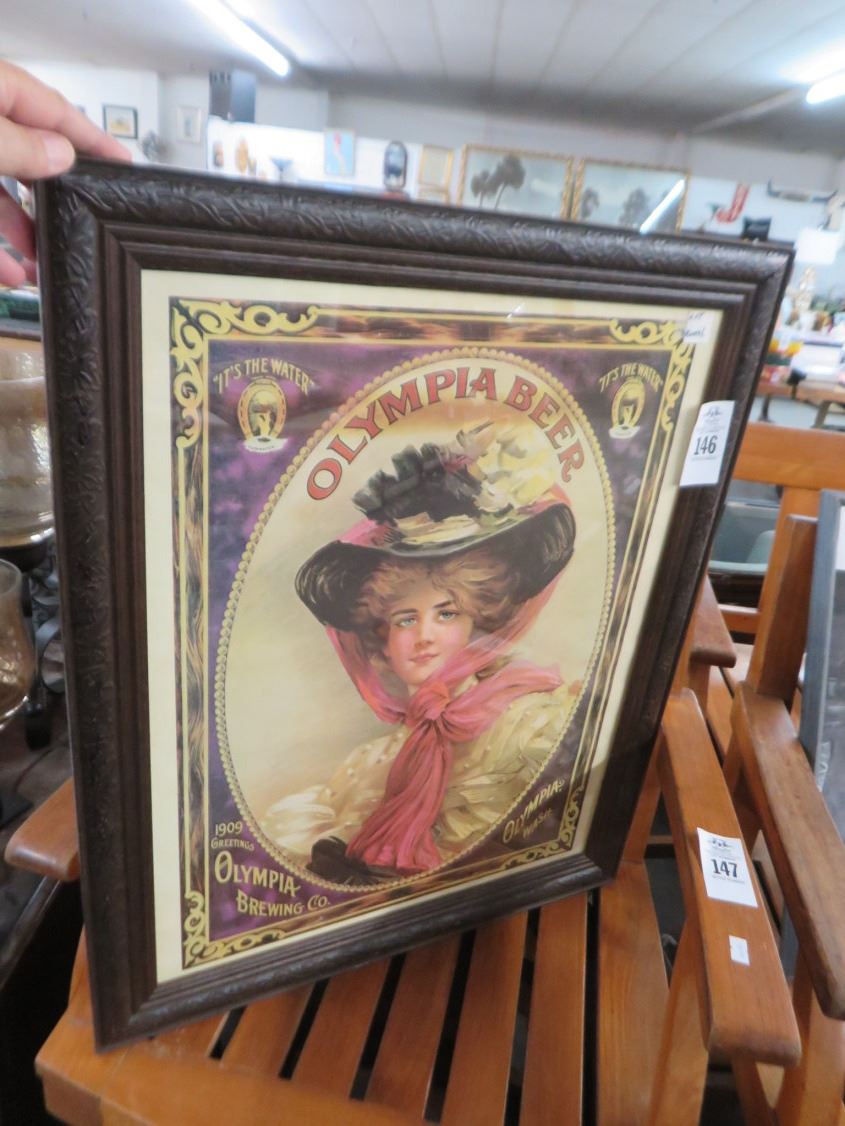 "IT'S THE WATER"
"IT'S THE WATER"
OLYMPIA BEER
146
1909
GREETINGS
OLYMPIA
BREWING CO.
OLYMPIA,
WASH.
147